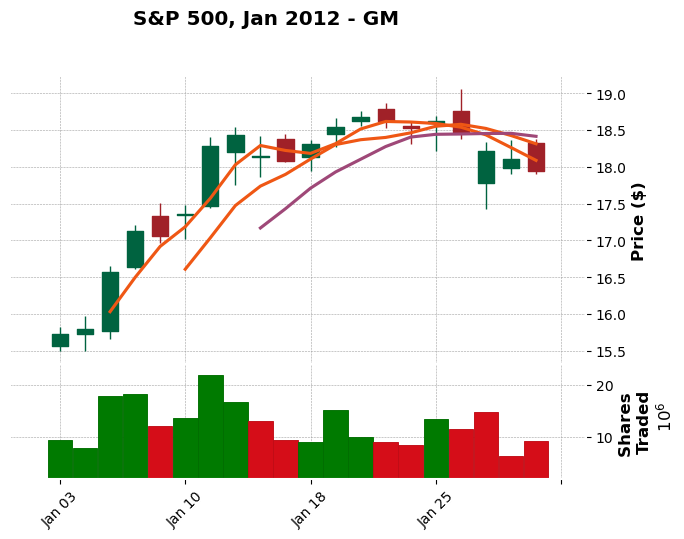 S&P 500, Jan 2012 - GM
19.0
18.5
18.0
17.5
17.0
16.5
16.0
15.5
Price ($)
20
10
Shares
Traded
10^6
Jan 03
Jan 10
Jan 18
Jan 25